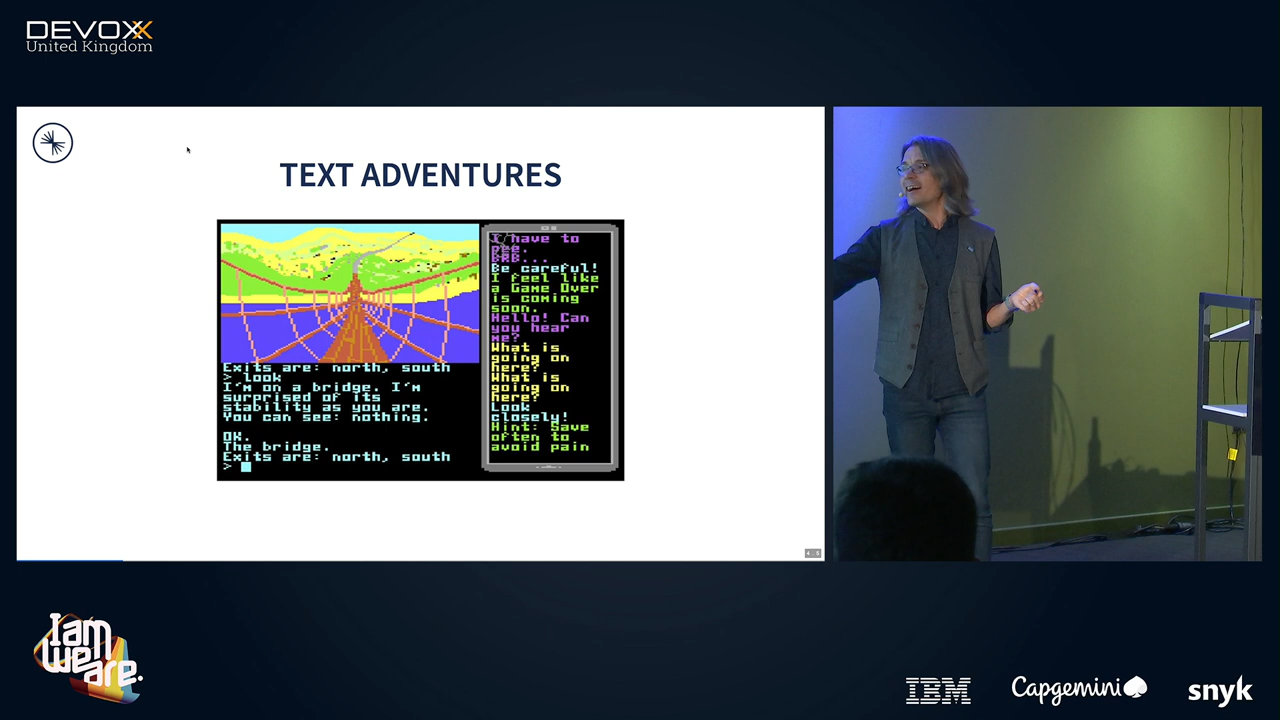 DEVOXX
United Kingdom
TEXT ADVENTURES
Exits are: north, south
> look
I'm on a bridge. I'm
surprised of its
stability as you are.
You can see: nothing.
OK.
The bridge.
Exits are: north, south
>
I have to
pee.
BRB...
Be careful!
I feel like
a Game Over
is coming
soon.
Hello! Can
you hear
me?
What is
going on
here?
What is
going on
here?
Look
closely!
Hint: Save
often to
avoid pain
I am
We are.
IBM
Capgemini
snyk